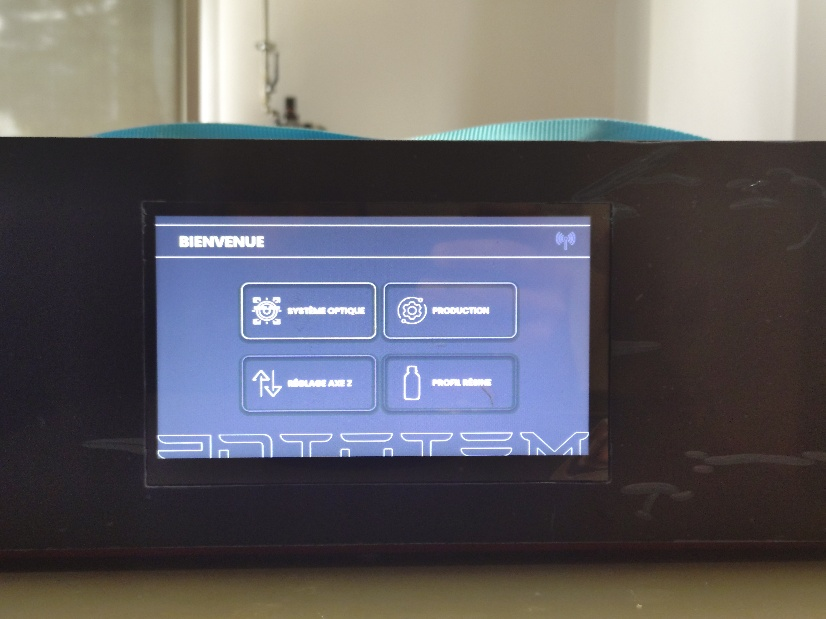 BIENVENUE
SYSTÈME OPTIQUE
PRODUCTION
RÉGLAGE AXE Z
PROFIL RÉSINE